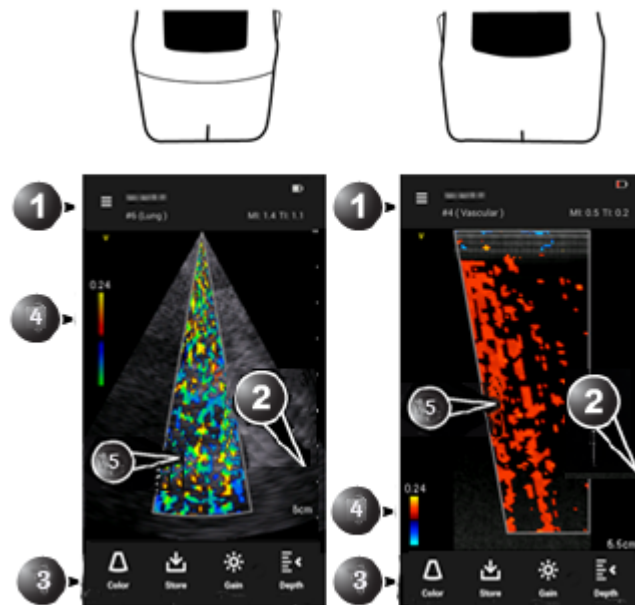 1
#6 (Lung)
MI: 1.4 TI: 1.1
V
0.24
4
2
5
5cm
3
Color
Store
Gain
Depth
1
#4 ( Vascular )
MI: 0.5 TI: 0.2
V
5
2
0.24
4
5.5cm
3
Color
Store
Gain
Depth